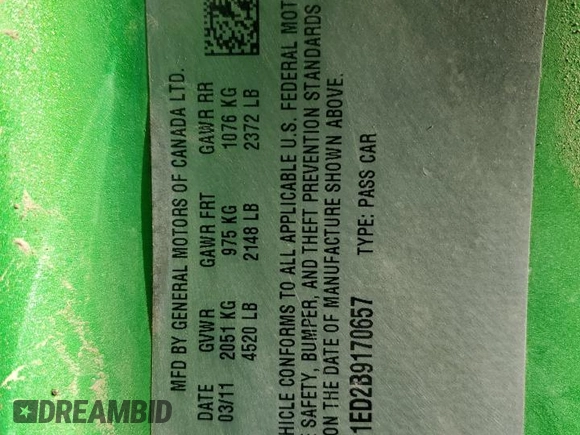 MFD BY GENERAL MOTORS OF CANADA LTD.
DATE GVWR GAWR FRT GAWR RR
03/11 2051 KG 975 KG 1076 KG
4520 LB 2148 LB 2372 LB
HICLE CONFORMS TO ALL APPLICABLE U.S. FEDERAL MOT
E SAFETY, BUMPER, AND THEFT PREVENTION STANDARDS
ON THE DATE OF MANUFACTURE SHOWN ABOVE.
1ED2B9170657 TYPE: PASS CAR
DREAMBID